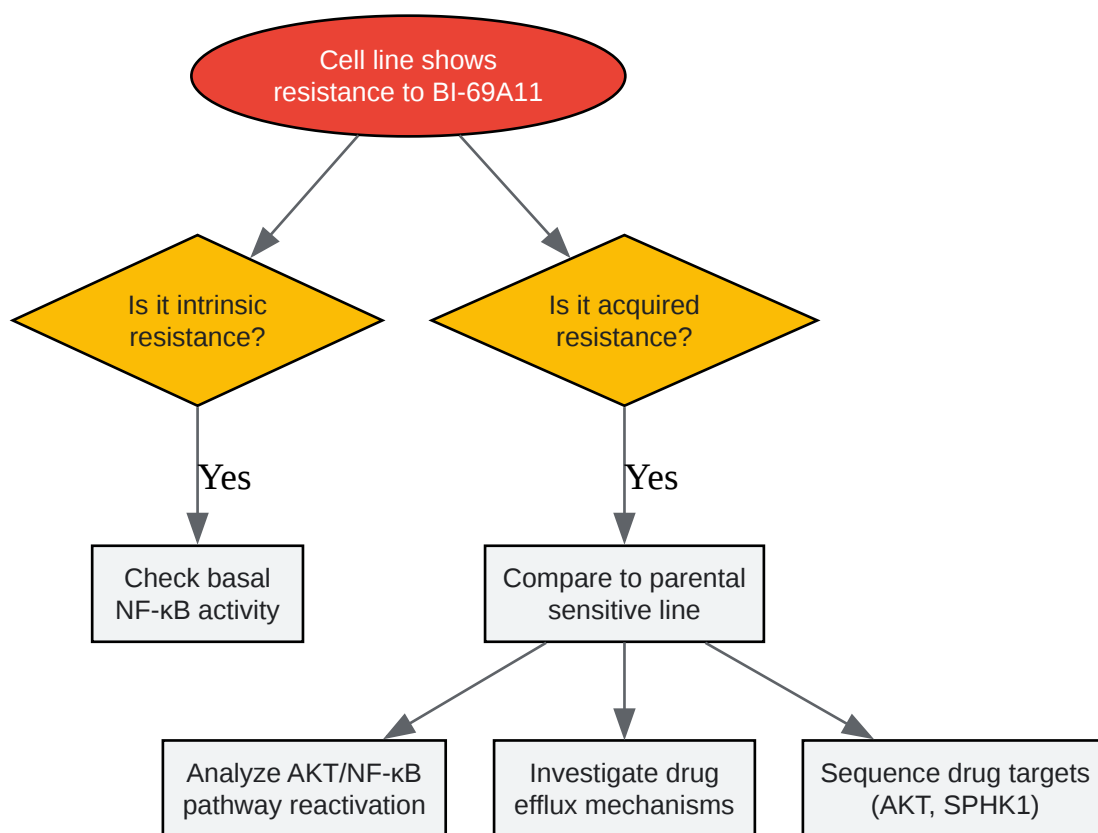 Cell line shows
resistance to BI-69A11
Is it intrinsic
resistance?
Is it acquired
resistance?
Yes
Yes
Check basal
NF-κB activity
Compare to parental
sensitive line
Analyze AKT/NF-κB
pathway reactivation
Investigate drug
efflux mechanisms
Sequence drug targets
(AKT, SPHK1)